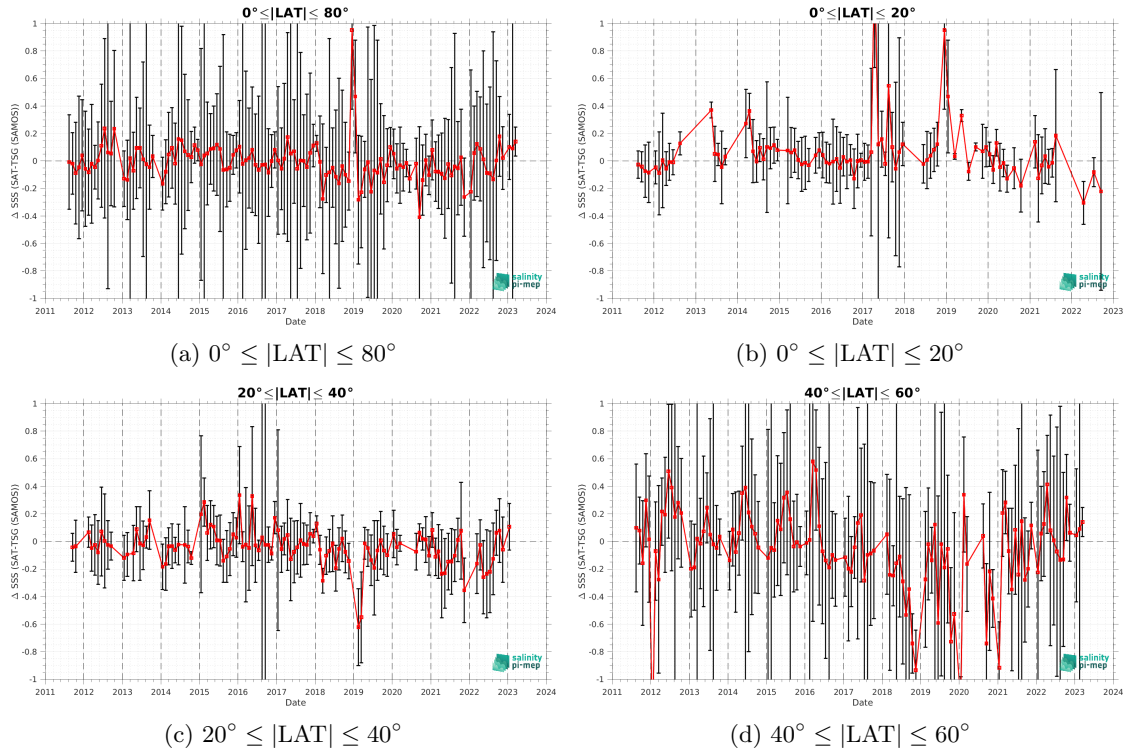 0°≤|LAT|≤ 80°
Δ SSS (SAT-TSG (SAMOS))
1
0.8
0.6
0.4
0.2
0
-0.2
-0.4
-0.6
-0.8
-1
2011 2012 2013 2014 2015 2016 2017 2018 2019 2020 2021 2022 2023 2024
Date
salinity
pi-mep
(a) 0° ≤ |LAT| ≤ 80°
0°≤|LAT|≤ 20°
Δ SSS (SAT-TSG (SAMOS))
1
0.8
0.6
0.4
0.2
0
-0.2
-0.4
-0.6
-0.8
-1
2011 2012 2013 2014 2015 2016 2017 2018 2019 2020 2021 2022 2023 2024
Date
salinity
pi-mep
(b) 0° ≤ |LAT| ≤ 20°
20°≤|LAT|≤ 40°
Δ SSS (SAT-TSG (SAMOS))
1
0.8
0.6
0.4
0.2
0
-0.2
-0.4
-0.6
-0.8
-1
2011 2012 2013 2014 2015 2016 2017 2018 2019 2020 2021 2022 2023 2024
Date
salinity
pi-mep
(c) 20° ≤ |LAT| ≤ 40°
40°≤|LAT|≤ 60°
Δ SSS (SAT-TSG (SAMOS))
1
0.8
0.6
0.4
0.2
0
-0.2
-0.4
-0.6
-0.8
-1
2011 2012 2013 2014 2015 2016 2017 2018 2019 2020 2021 2022 2023 2024
Date
salinity
pi-mep
(d) 40° ≤ |LAT| ≤ 60°